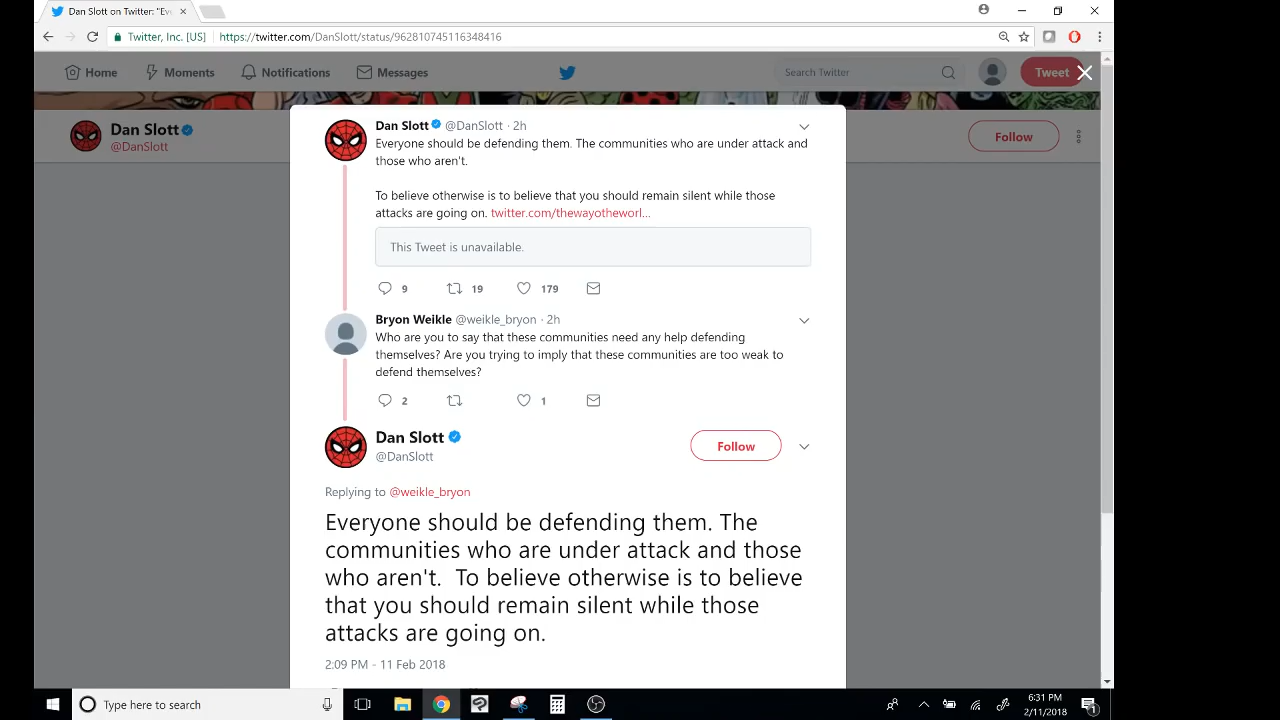 Dan Slott on Twitter: "Eve
Twitter, Inc. [US]
https://twitter.com/DanSlott/status/962810745116348416
Home
Moments
Notifications
Messages
Search Twitter
Tweet
Dan Slott
@DanSlott
Follow
Dan Slott @DanSlott · 2h
Everyone should be defending them. The communities who are under attack and
those who aren't.
To believe otherwise is to believe that you should remain silent while those
attacks are going on. twitter.com/thewayotheworl...
This Tweet is unavailable.
9 19 179
Bryon Weikle @weikle_bryon · 2h
Who are you to say that these communities need any help defending
themselves? Are you trying to imply that these communities are too weak to
defend themselves?
2 1
Dan Slott
@DanSlott
Follow
Replying to @weikle_bryon
Everyone should be defending them. The
communities who are under attack and those
who aren't. To believe otherwise is to believe
that you should remain silent while those
attacks are going on.
2:09 PM - 11 Feb 2018
Type here to search
6:31 PM
2/11/2018
1